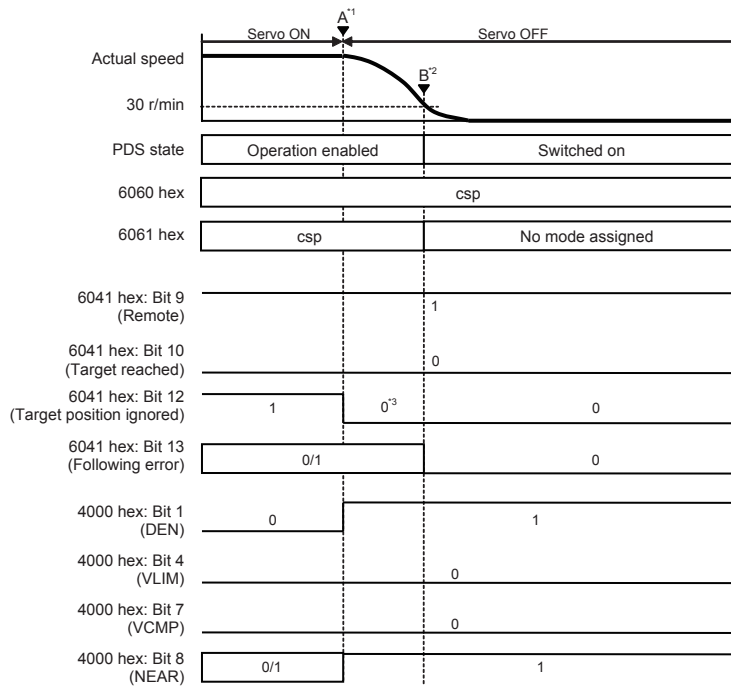 A*1
Servo ON
Servo OFF
Actual speed
B*2
30 r/min
PDS state
Operation enabled
Switched on
6060 hex
csp
6061 hex
csp
No mode assigned
6041 hex: Bit 9
(Remote)
1
6041 hex: Bit 10
(Target reached)
0
6041 hex: Bit 12
(Target position ignored)
1
0*3
0
6041 hex: Bit 13
(Following error)
0/1
0
4000 hex: Bit 1
(DEN)
0
1
4000 hex: Bit 4
(VLIM)
0
4000 hex: Bit 7
(VCMP)
0
4000 hex: Bit 8
(NEAR)
0/1
1